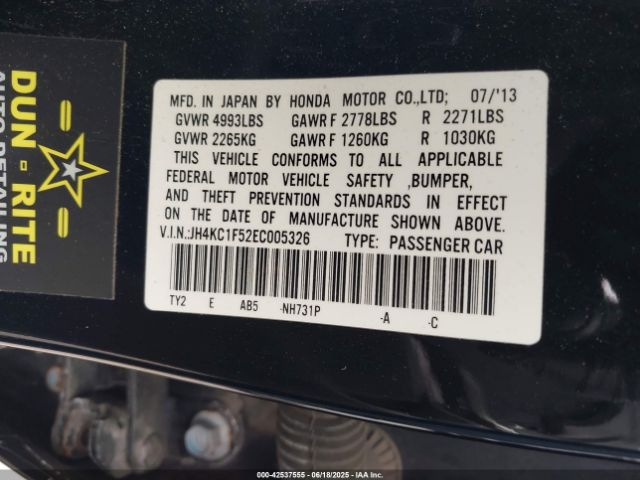 DUN - RITE
AUTO DETAILING
MFD. IN JAPAN BY HONDA MOTOR CO.,LTD; 07/'13
GVWR 4993LBS GAWR F 2778LBS R 2271LBS
GVWR 2265KG GAWR F 1260KG R 1030KG
THIS VEHICLE CONFORMS TO ALL APPLICABLE
FEDERAL MOTOR VEHICLE SAFETY ,BUMPER,
AND THEFT PREVENTION STANDARDS IN EFFECT
ON THE DATE OF MANUFACTURE SHOWN ABOVE.
V.I.N.:JH4KC1F52EC005326 TYPE: PASSENGER CAR
TY2 E AB5 -NH731P -A -C
000-42537555 - 06/18/2025 - IAA Inc.